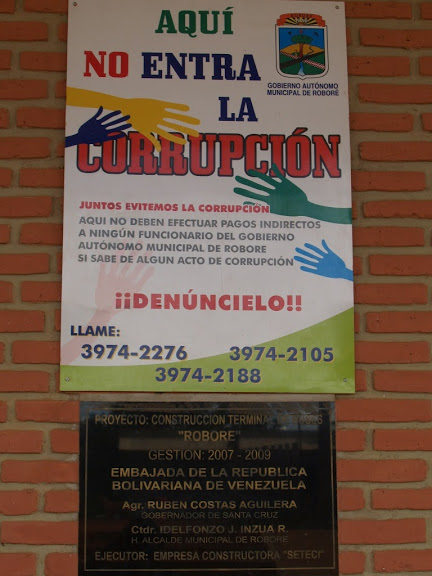 AQUÍ
NO ENTRA
LA
CORRUPCIÓN
GOBIERNO AUTÓNOMO
MUNICIPAL DE ROBORÉ
JUNTOS EVITEMOS LA CORRUPCIÓN
AQUI NO DEBEN EFECTUAR PAGOS INDIRECTOS
A NINGÚN FUNCIONARIO DEL GOBIERNO
AUTÓNOMO MUNICIPAL DE ROBORE
SI SABE DE ALGUN ACTO DE CORRUPCIÓN
¡¡DENÚNCIELO!!
LLAME:
3974-2276 3974-2105
3974-2188
PROYECTO: CONSTRUCCION TERMINAL
"ROBORE"
GESTIÓN: 2007 - 2009
EMBAJADA DE LA REPUBLICA
BOLIVARIANA DE VENEZUELA
Agr. RUBEN COSTAS AGUILERA
GOBERNADOR DE SANTA CRUZ
Ctdr. IDELFONZO J. INZUA R.
H. ALCALDE MUNICIPAL DE ROBORE
EJECUTOR: EMPRESA CONSTRUCTORA "SETECI"